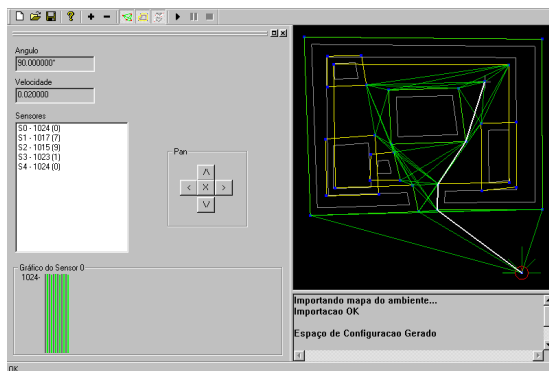 Angulo
90.000000°
Velocidade
0.020000
Sensores
S0 - 1024 (0)
S1 - 1017 (7)
S2 - 1015 (9)
S3 - 1023 (1)
S4 - 1024 (0)
Pan
Λ
< X >
V
Gráfico do Sensor 0
1024-
Importando mapa do ambiente...
Importacao OK
Espaço de Configuracao Gerado
OK